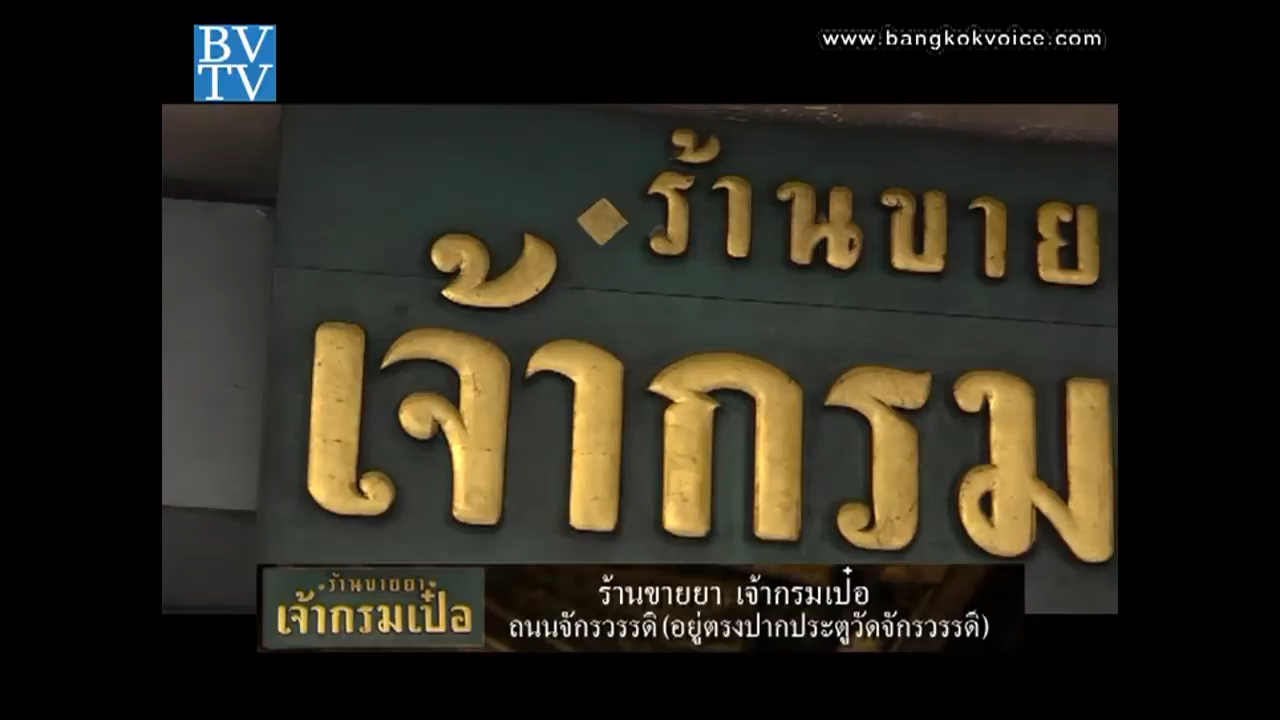 BV
TV
www.bangkokvoice.com
ร้านขาย
เจ้ากรม
ร้านขายยา
เจ้ากรมเป๋อ
ร้านขายยา เจ้ากรมเป๋อ
ถนนจักรวรรดิ (อยู่ตรงปากประตูวัดจักรวรรดิ)